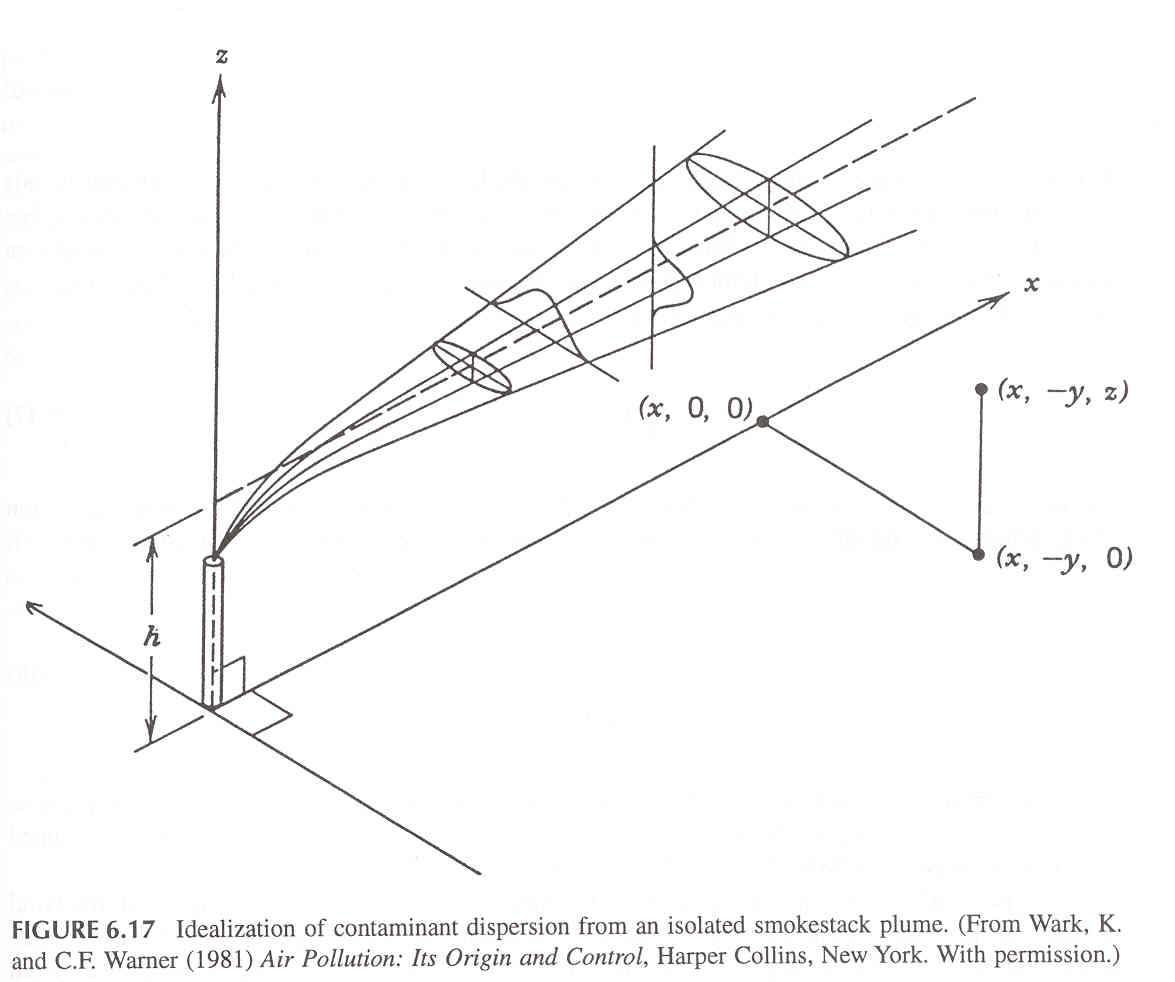 z
x
(x, 0, 0)
(x, −y, z)
(x, −y, 0)
h
FIGURE 6.17 Idealization of contaminant dispersion from an isolated smokestack plume. (From Wark, K.
and C.F. Warner (1981) Air Pollution: Its Origin and Control, Harper Collins, New York. With permission.)